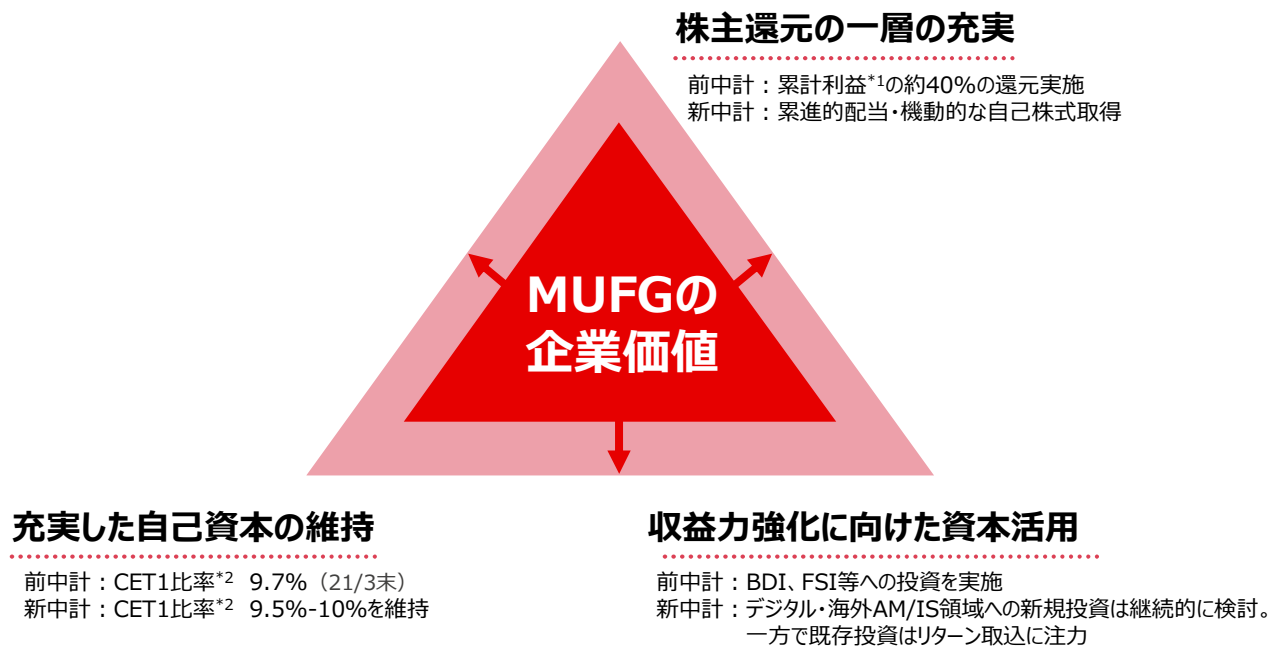 株主還元の一層の充実
前中計：累計利益*1の約40%の還元実施
新中計：累進的配当・機動的な自己株式取得
MUFGの
企業価値
充実した自己資本の維持
前中計：CET1比率*2 9.7%（21/3末）
新中計：CET1比率*2 9.5%-10%を維持
収益力強化に向けた資本活用
前中計：BDI、FSI等への投資を実施
新中計：デジタル・海外AM/IS領域への新規投資は継続的に検討。
一方で既存投資はリターン取込に注力